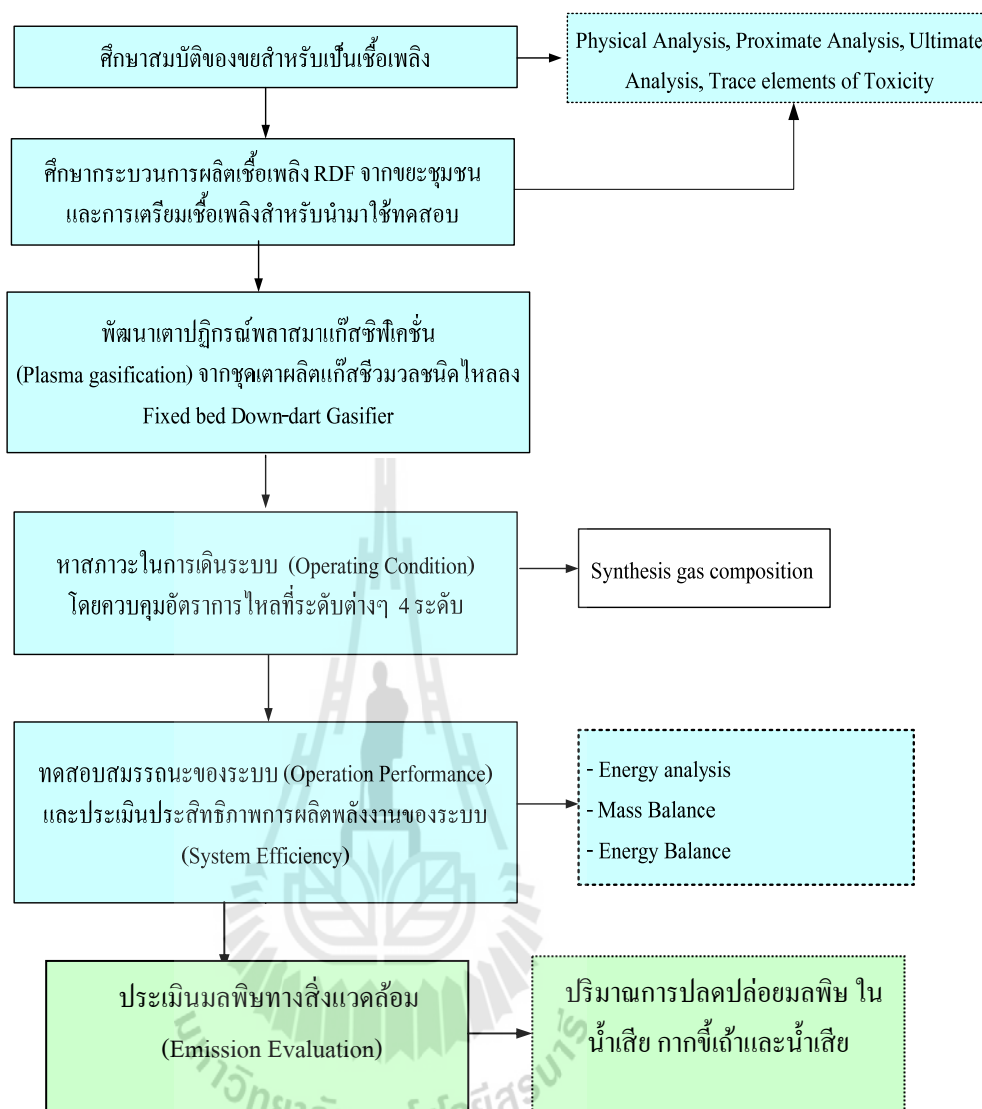 ศึกษาสมบัติของขยสำหรับเป็นเชื้อเพลิง
Physical Analysis, Proximate Analysis, Ultimate
Analysis, Trace elements of Toxicity
ศึกษากระบวนการผลิตเชื้อเพลิง RDF จากขยะชุมชน
และการเตรียมเชื้อเพลิงสำหรับนำมาใช้ทดสอบ
พัฒนาเตาปฏิกรณ์พลาสมาแก๊สซิฟิเคชั่น
(Plasma gasification) จากชุดเตาผลิตแก๊สชีวมวลชนิดไหลลง
Fixed bed Down-dart Gasifier
หาสภาวะในการเดินระบบ (Operating Condition)
โดยควบคุมอัตราการไหลที่ระดับต่างๆ 4 ระดับ
Synthesis gas composition
ทดสอบสมรรถนะของระบบ (Operation Performance)
และประเมินประสิทธิภาพการผลิตพลังงานของระบบ
(System Efficiency)
- Energy analysis
- Mass Balance
- Energy Balance
ประเมินมลพิษทางสิ่งแวดล้อม
(Emission Evaluation)
ปริมาณการปลดปล่อยมลพิษ ใน
น้ำเสีย กากขี้เถ้าและน้ำเสีย